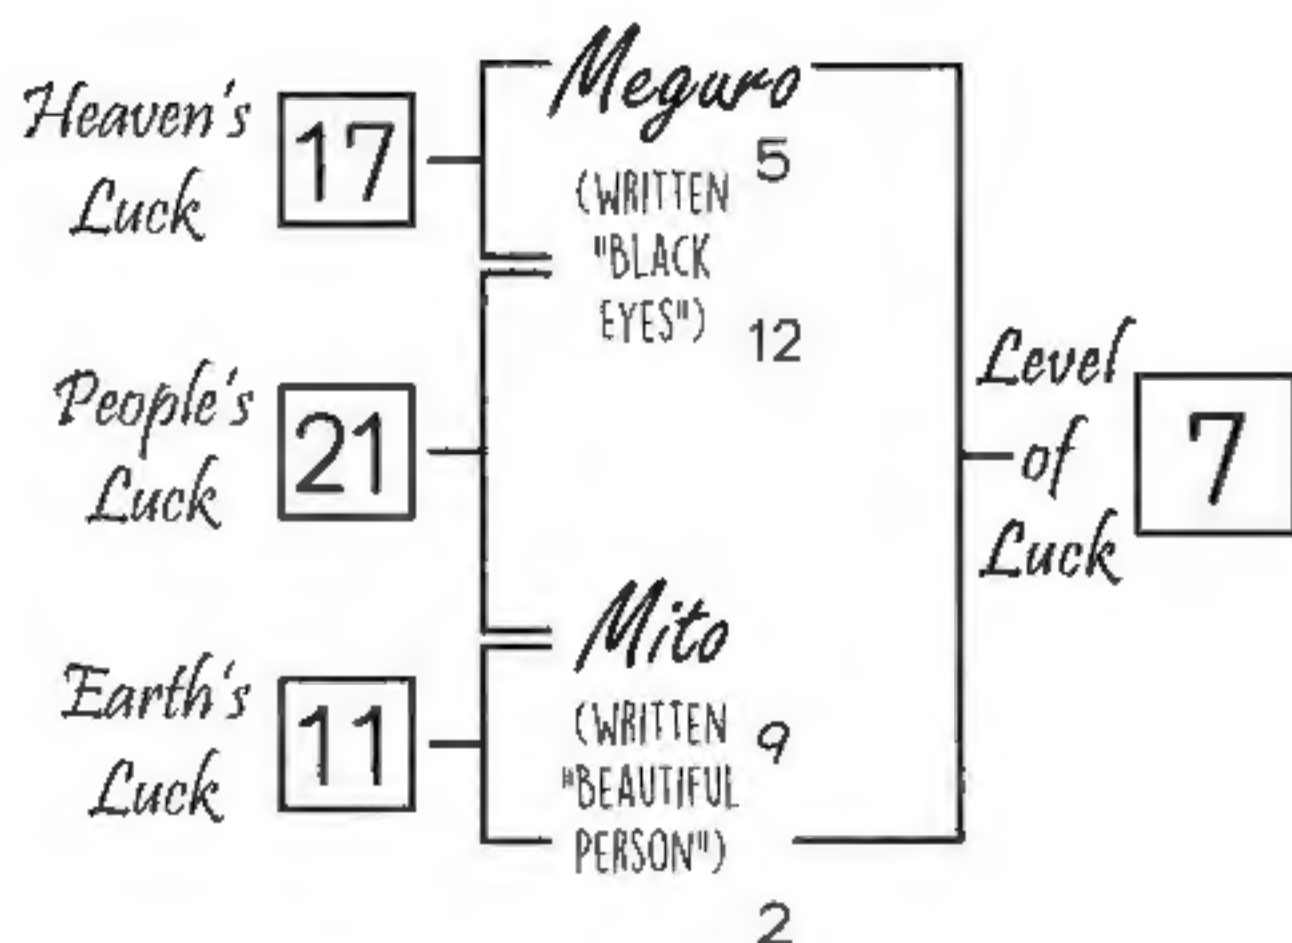 Heaven's
Luck
17
Meguro
5
(WRITTEN
"BLACK
EYES")
12
People's
Luck
21
Level
of
Luck
7
Earth's
Luck
11
Mito
(WRITTEN
"BEAUTIFUL
PERSON")
9
2